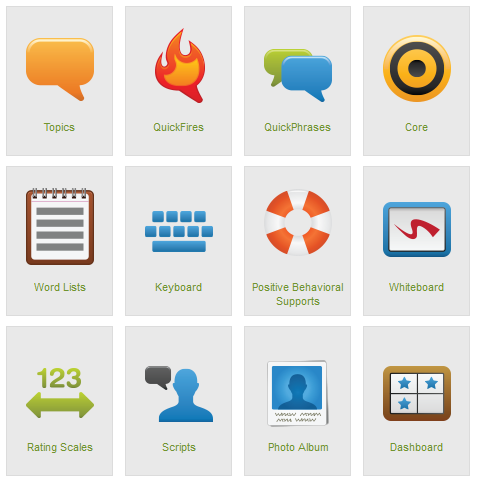 Topics
QuickFires
QuickPhrases
Core
Word Lists
Keyboard
Positive Behavioral
Supports
Whiteboard
123
Rating Scales
Scripts
Photo Album
Dashboard